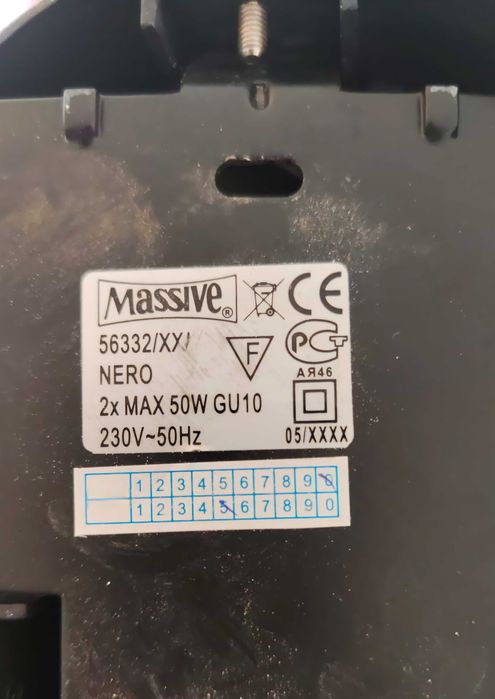 Massive®
CE
56332/XX/
F
PCT
NERO
АЯ46
2x MAX 50W GU10
230V~50Hz
05/XXXX
1 2 3 4 5 6 7 8 9
1 2 3 4 5 6 7 8 9 0